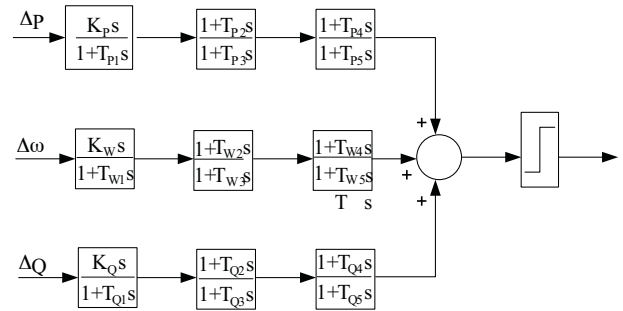 ΔP
K_P s
1+T_P1 s
1+T_P2 s
1+T_P3 s
1+T_P4 s
1+T_P5 s
+
Δω
K_W s
1+T_W1 s
1+T_W2 s
1+T_W3 s
1+T_W4 s
1+T_W5 s
T s
+
+
ΔQ
K_Q s
1+T_Q1 s
1+T_Q2 s
1+T_Q3 s
1+T_Q4 s
1+T_Q5 s